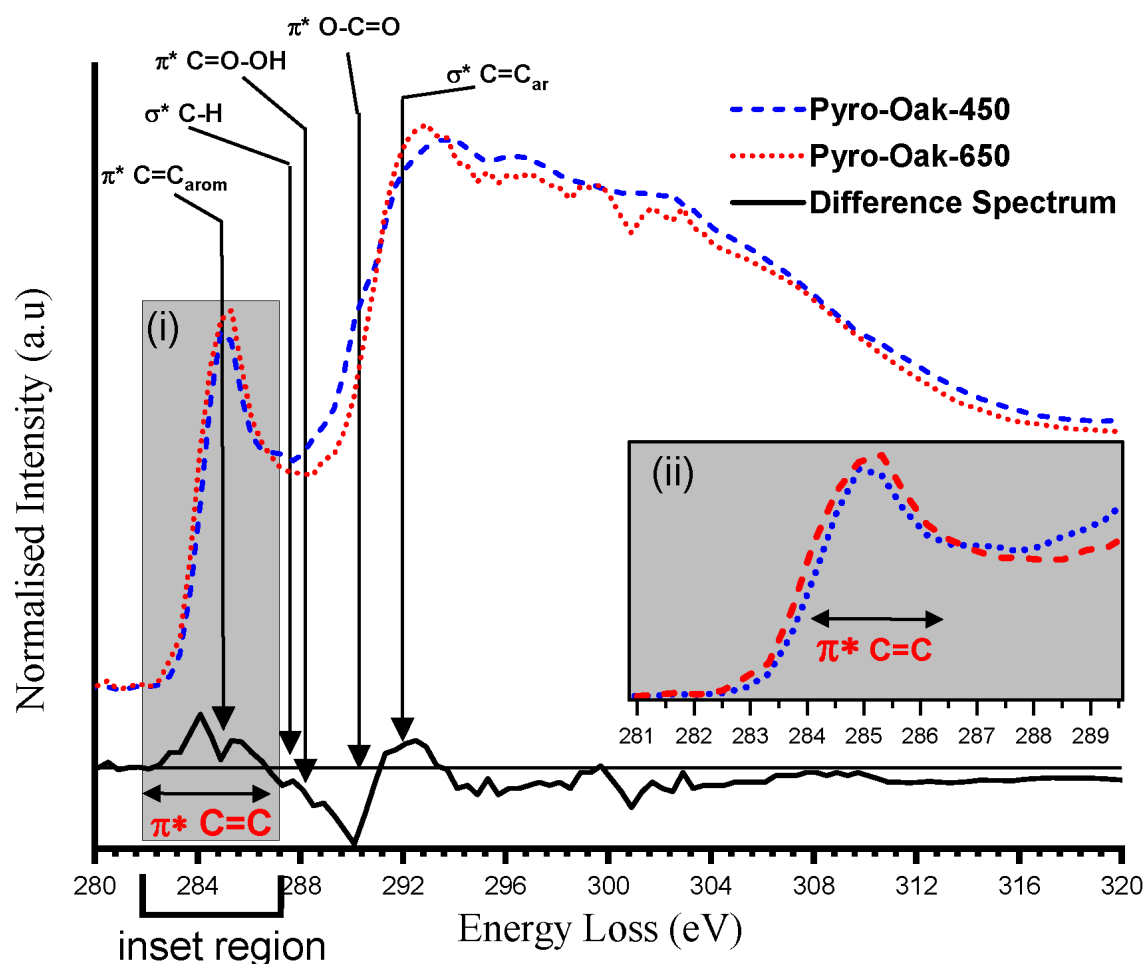 π* O-C=O
π* C=O-OH
σ* C=Car
σ* C-H
π* C=Carom
Pyro-Oak-450
Pyro-Oak-650
Difference Spectrum
Normalised Intensity (a.u)
(i)
(ii)
π* C=C
281 282 283 284 285 286 287 288 289
π* C=C
280 284 288 292 296 300 304 308 312 316 320
Energy Loss (eV)
inset region